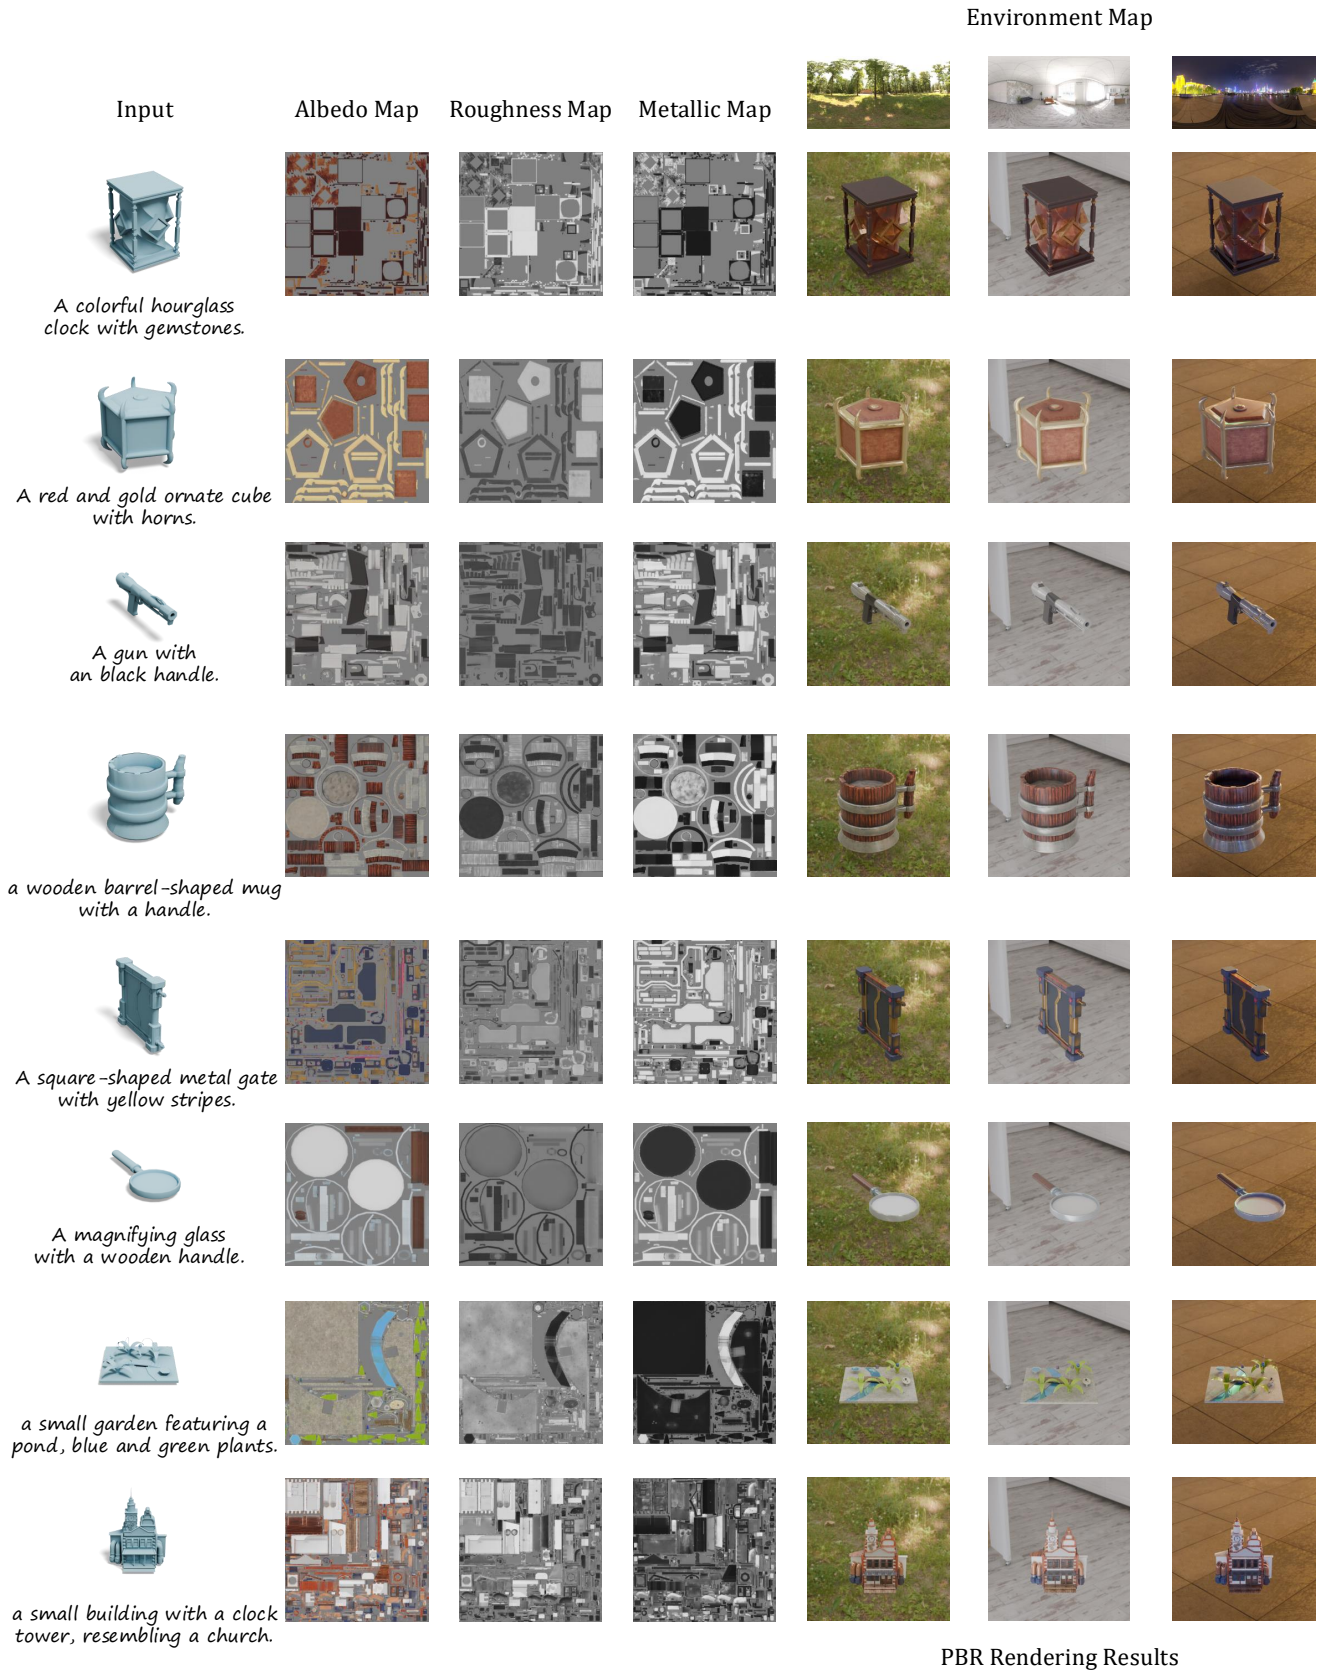 Environment Map
Input
Albedo Map
Roughness Map
Metallic Map
A colorful hourglass
clock with gemstones.
A red and gold ornate cube
with horns.
A gun with
an black handle.
a wooden barrel-shaped mug
with a handle.
A square-shaped metal gate
with yellow stripes.
A magnifying glass
with a wooden handle.
a small garden featuring a
pond, blue and green plants.
a small building with a clock
tower, resembling a church.
PBR Rendering Results